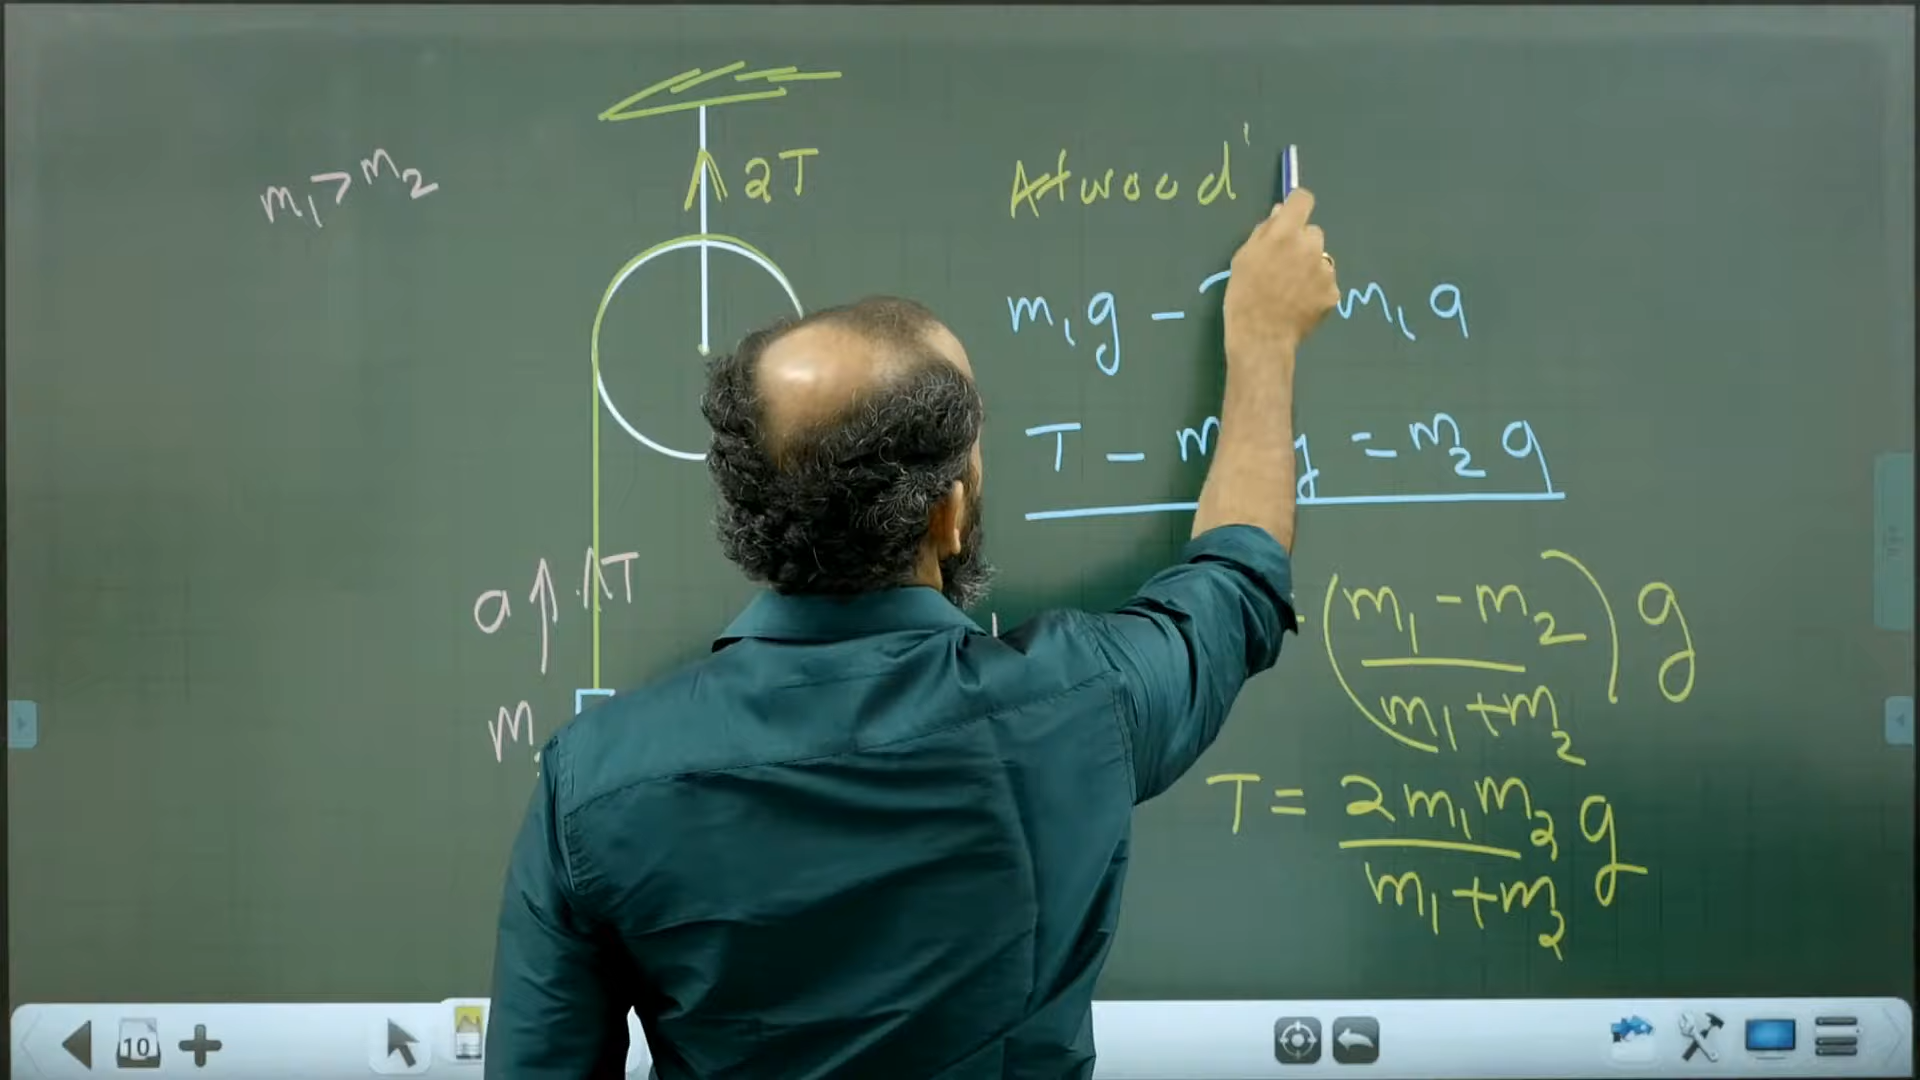 m₁ > m₂
2T
Atwood'
m₁g - T m₁a
T - m g = m₂a
a T
m
(m₁ - m₂ / m₁ + m₂) g
T = 2m₁m₂ / m₁ + m₂ g
10